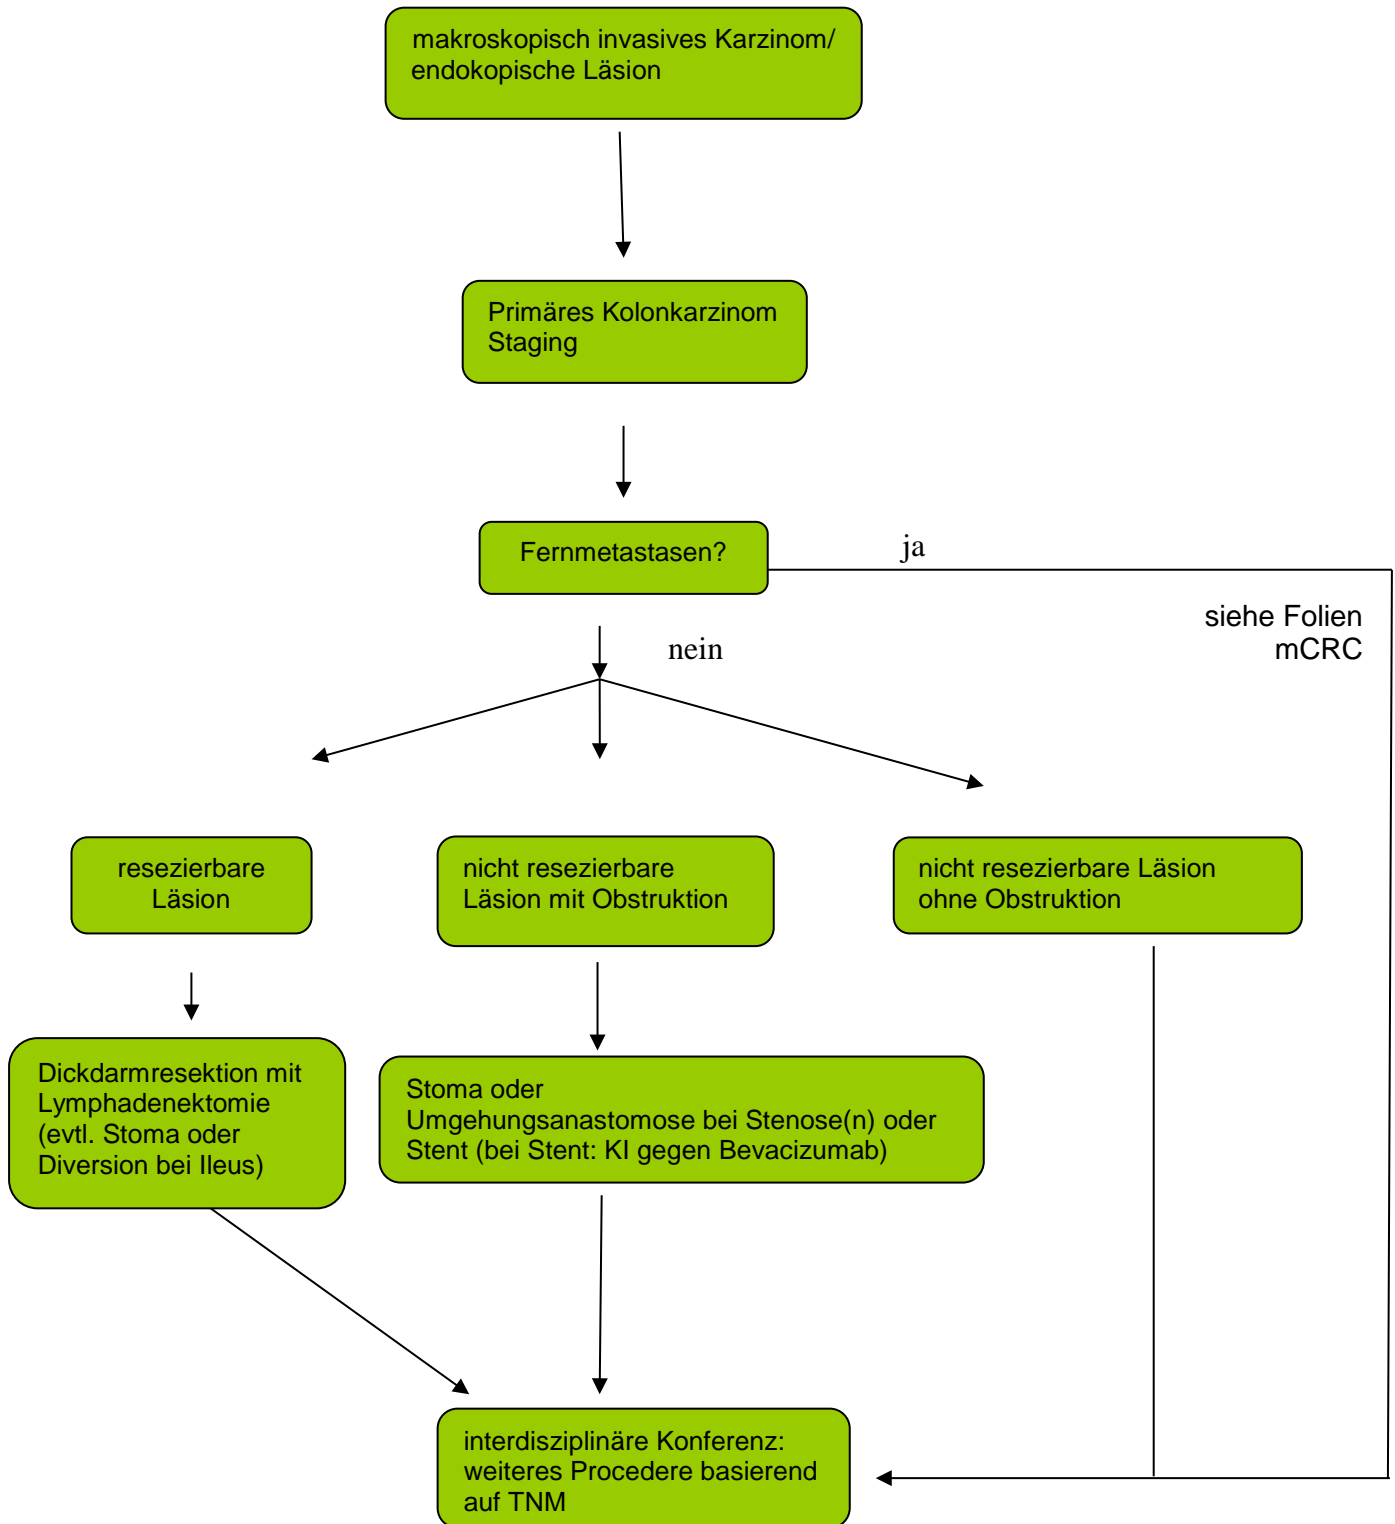 makroskopisch invasives Karzinom/
endokopische Läsion
Primäres Kolonkarzinom
Staging
Fernmetastasen?
ja
siehe Folien
mCRC
nein
resezierbare
Läsion
nicht resezierbare
Läsion mit Obstruktion
nicht resezierbare Läsion
ohne Obstruktion
Dickdarmresektion mit
Lymphadenektomie
(evtl. Stoma oder
Diversion bei Ileus)
Stoma oder
Umgehungsanastomose bei Stenose(n) oder
Stent (bei Stent: KI gegen Bevacizumab)
interdisziplinäre Konferenz:
weiteres Procedere basierend
auf TNM